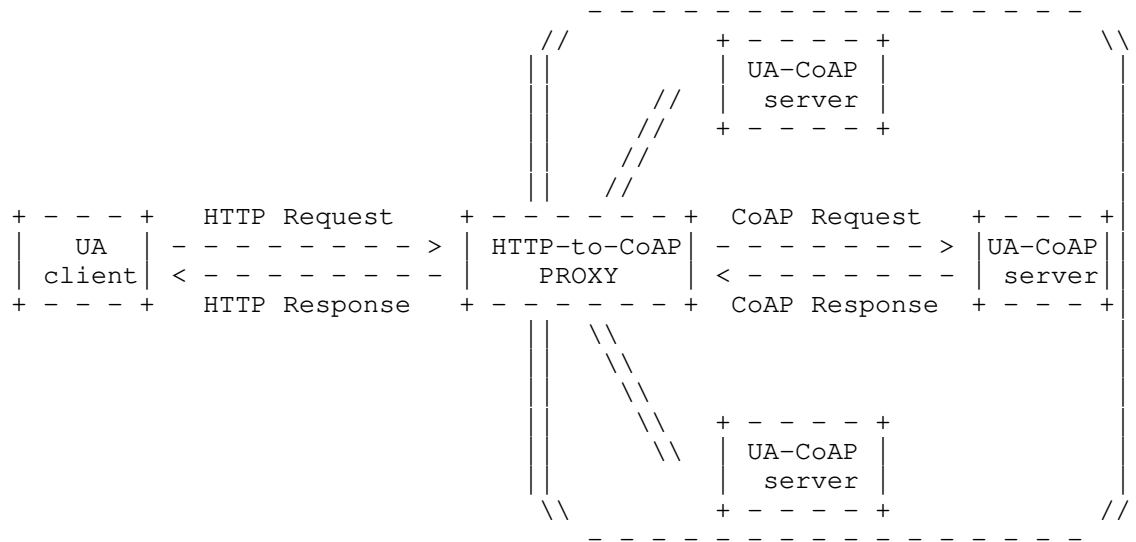 UA-CoAP
server
HTTP Request CoAP Request
UA HTTP-to-CoAP UA-CoAP
client PROXY server
HTTP Response CoAP Response
UA-CoAP
server